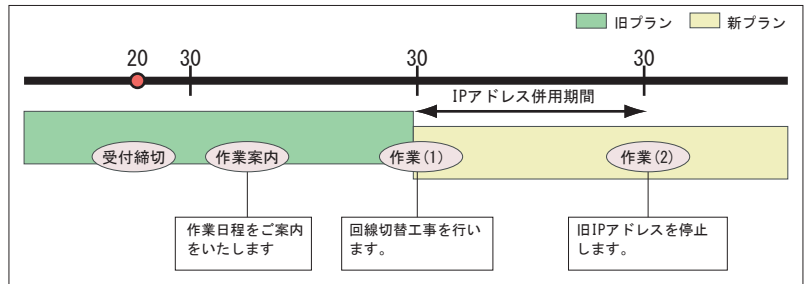 旧プラン 新プラン
20 30 30 30
IPアドレス併用期間
受付締切 作業案内 作業(1) 作業(2)
作業日程をご案内
をいたします
回線切替工事を行い
ます。
旧IPアドレスを停止
します。